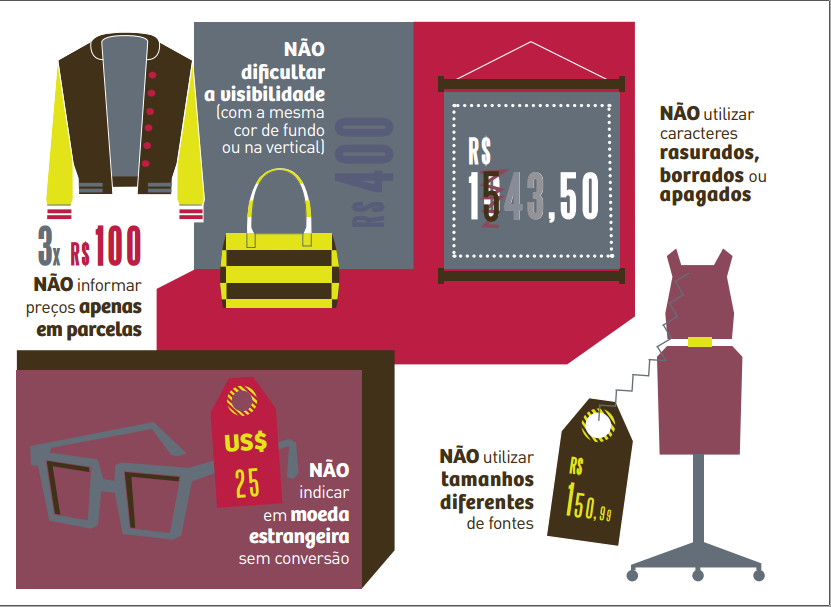 NÃO
dificultar
a visibilidade
(com a mesma
cor de fundo
ou na vertical)
R$ 400
3x R$ 100
NÃO informar
preços apenas
em parcelas
R$
43,50
NÃO utilizar
caracteres
rasurados,
borrados ou
apagados
US$
25
NÃO
indicar
em moeda
estrangeira
sem conversão
NÃO utilizar
tamanhos
diferentes
de fontes
R$
150,99